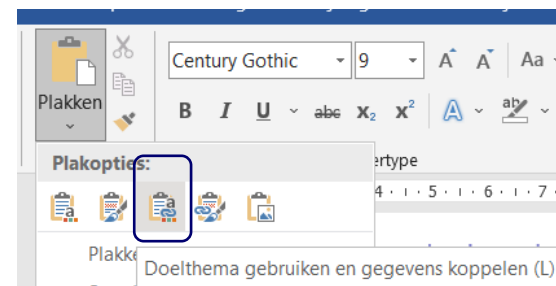 Century Gothic 9 A A Aa
Plakken
B I U abc X2 X2 A ab
Plakopties: ertype
a a
4 · 5 · 6 · 7
Plakke
Doelthema gebruiken en gegevens koppelen (L)